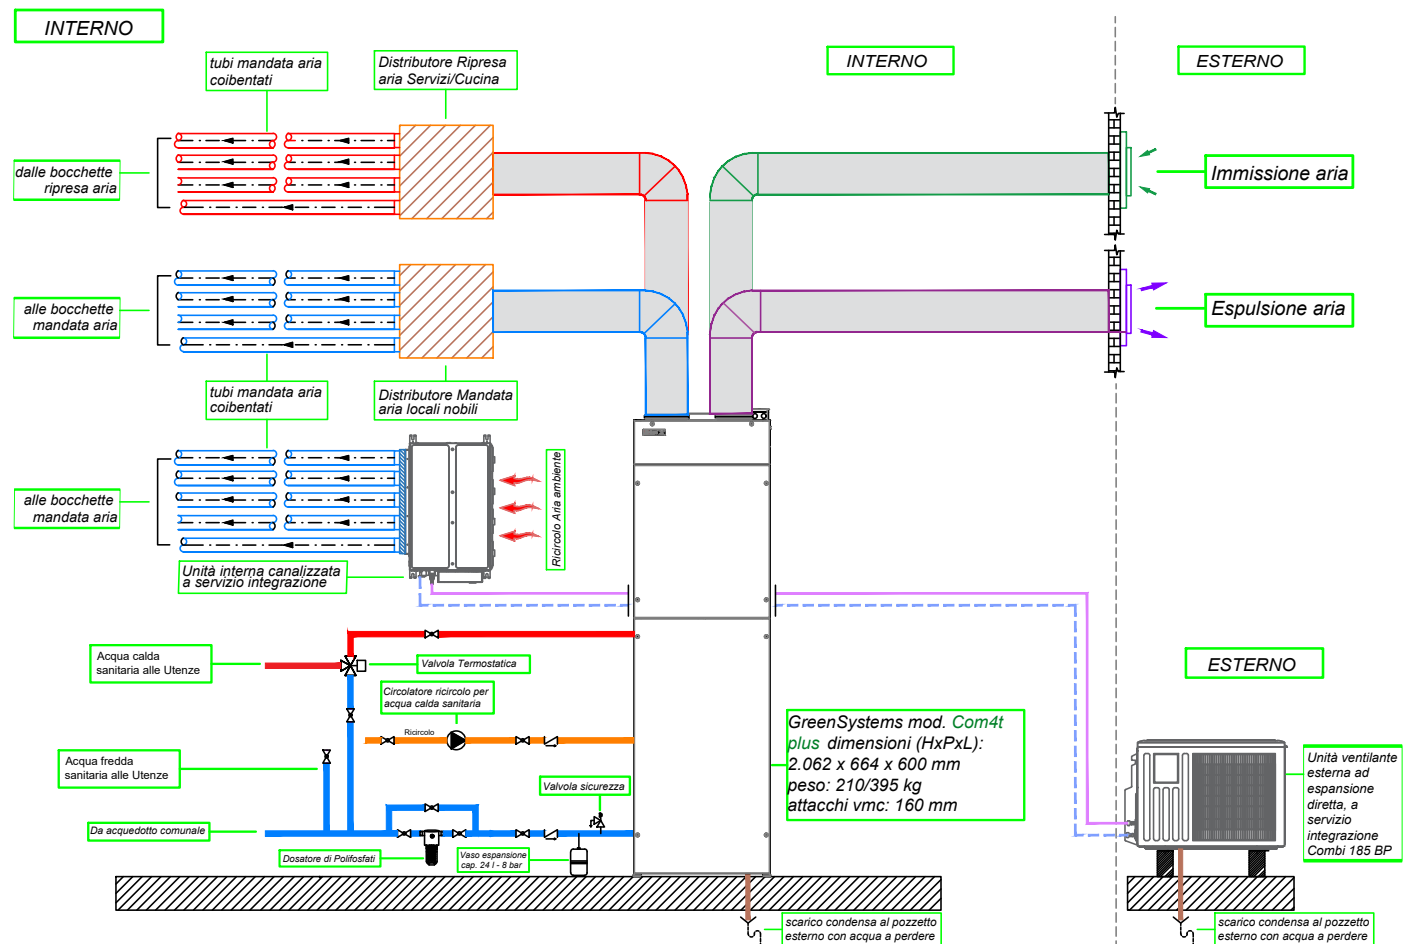 INTERNO
tubi mandata aria
coibentati
Distributore Ripresa
aria Servizi/Cucina
INTERNO
ESTERNO
dalle bocchette
ripresa aria
Immissione aria
alle bocchette
mandata aria
Espulsione aria
tubi mandata aria
coibentati
Distributore Mandata
aria locali nobili
alle bocchette
mandata aria
Ricircolo Aria ambiente
Unità interna canalizzata
a servizio integrazione
Acqua calda
sanitaria alle Utenze
Valvola Termostatica
ESTERNO
Circolatore ricircolo per
acqua calda sanitaria
Ricircolo
GreenSystems mod. Com4t
plus dimensioni (HxPxL):
2.062 x 664 x 600 mm
peso: 210/395 kg
attacchi vmc: 160 mm
Acqua fredda
sanitaria alle Utenze
Valvola sicurezza
Unità ventilante
esterna ad
espansione
diretta, a
servizio
integrazione
Combi 185 BP
Da acquedotto comunale
Dosatore di Polifosfati
Vaso espansione
cap. 24 l - 8 bar
scarico condensa al pozzetto
esterno con acqua a perdere
scarico condensa al pozzetto
esterno con acqua a perdere